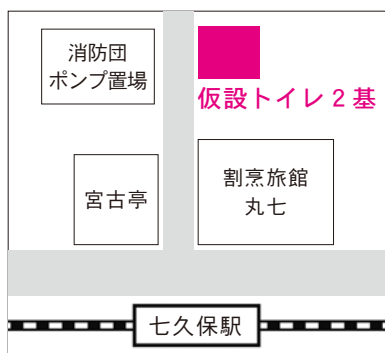 消防団
ポンプ置場
仮設トイレ2基
宮古亭
割烹旅館
丸七
七久保駅